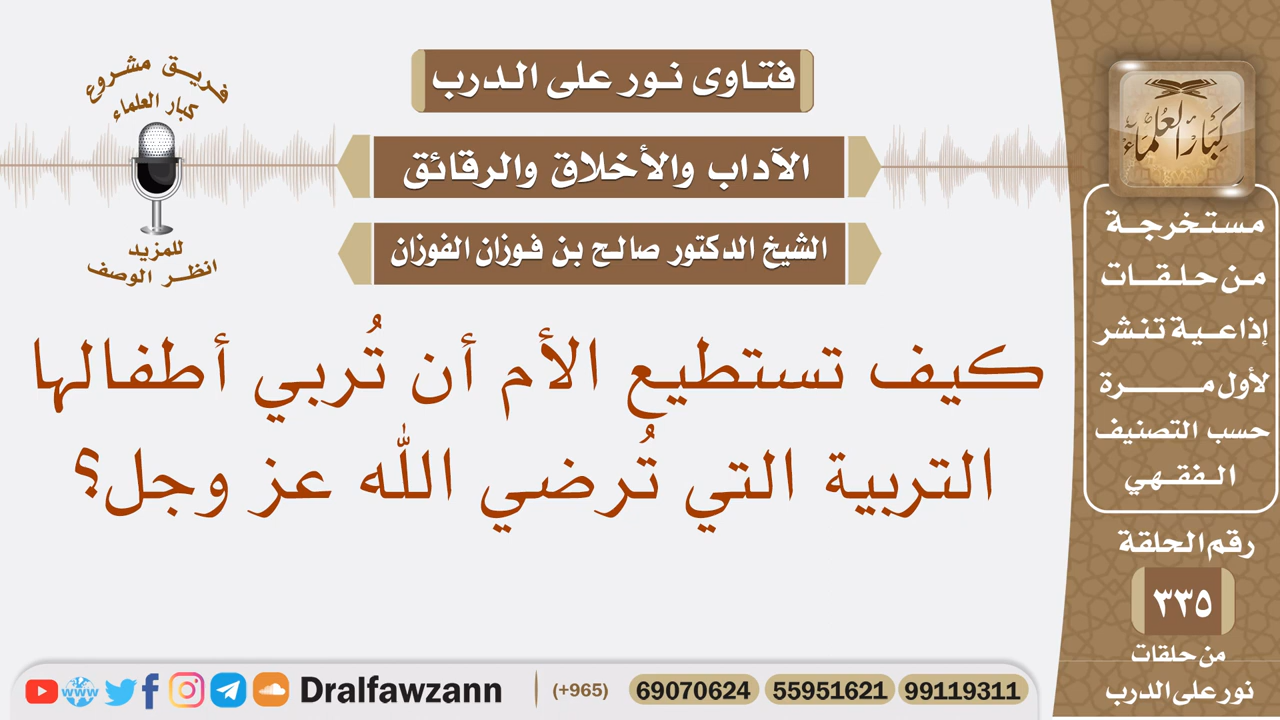 فريق مشروع
كبار العلماء
للمزيد
انظر الوصف
فتاوى نور على الدرب
الآداب والأخلاق والرقائق
الشيخ الدكتور صالح بن فوزان الفوزان
كيف تستطيع الأم أن تُربي أطفالها
التربية التي تُرضي الله عز وجل؟
كبار العلماء
مستخرجة
من حلقات
إذاعية تنشر
لأول مرة
حسب التصنيف
الفقهي
رقم الحلقة
٣٣٥
من حلقات
نور على الدرب
www Dralfawzann (+965) 69070624 55951621 99119311